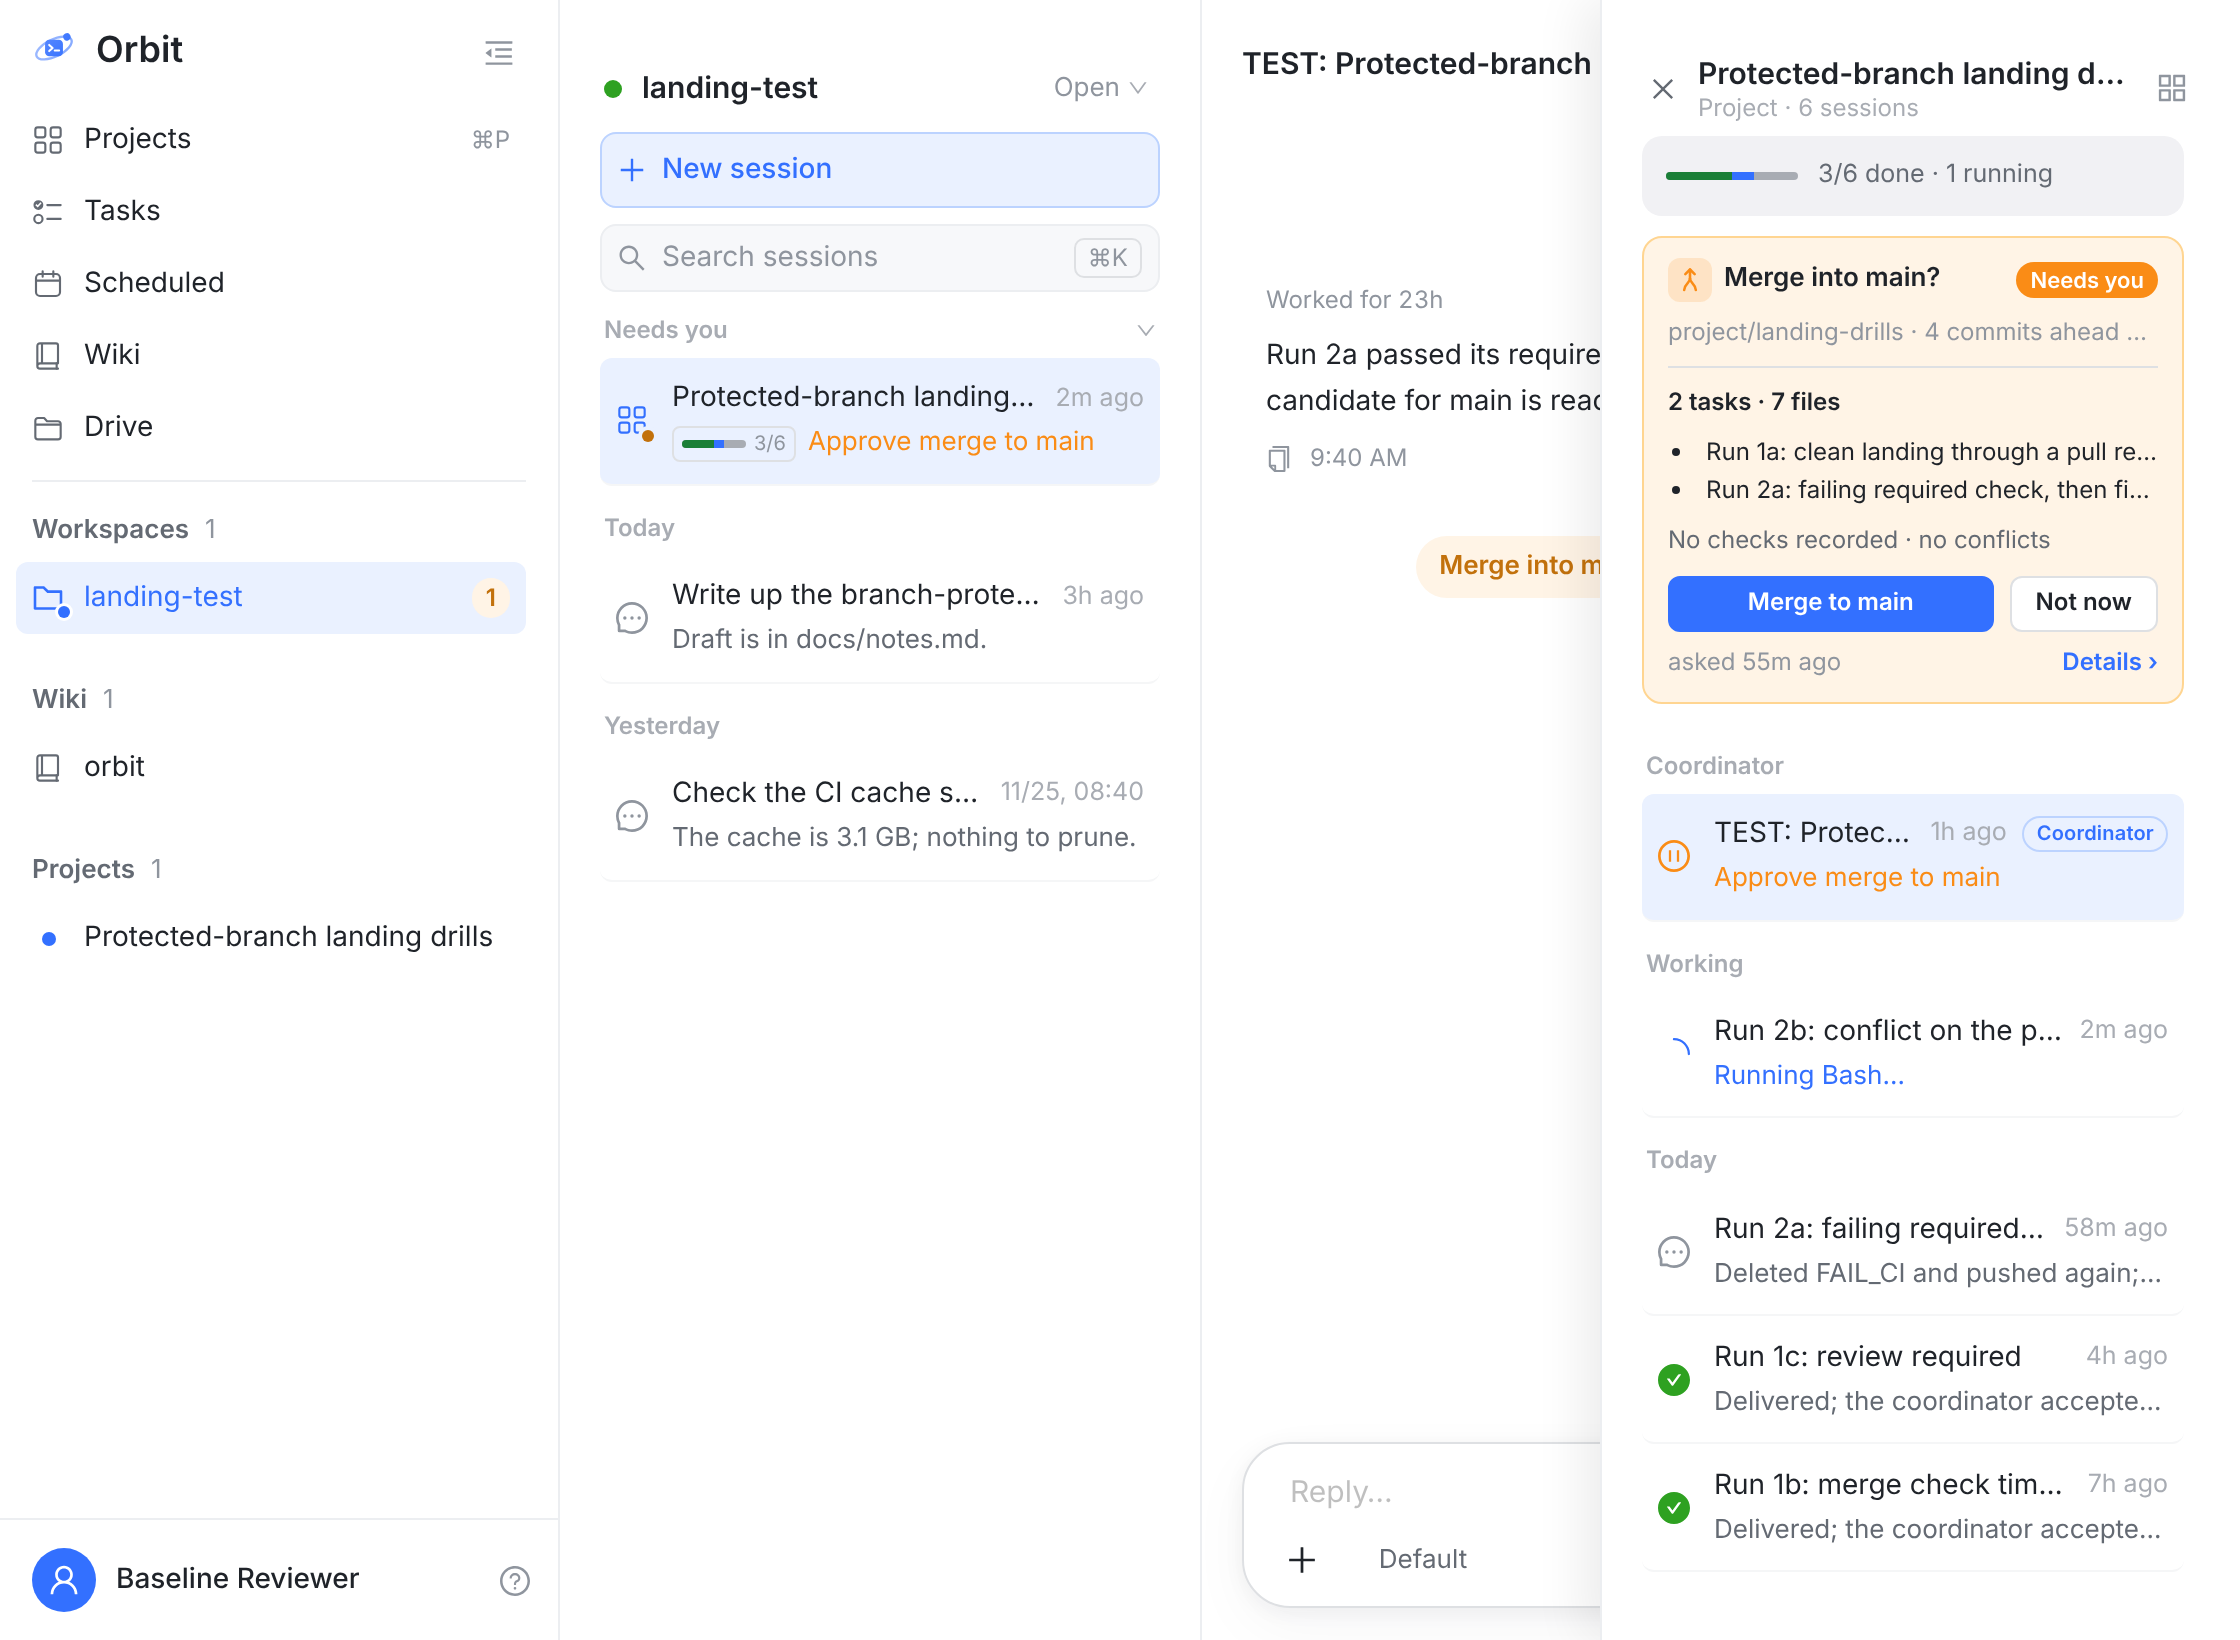 Orbit
Projects ⌘P
Tasks
Scheduled
Wiki
Drive
Workspaces 1
landing-test 1
Wiki 1
orbit
Projects 1
Protected-branch landing drills
Baseline Reviewer
landing-test Open
New session
Search sessions ⌘K
Needs you
Protected-branch landing... 2m ago
3/6 Approve merge to main
Today
Write up the branch-prote... 3h ago
Draft is in docs/notes.md.
Yesterday
Check the CI cache s... 11/25, 08:40
The cache is 3.1 GB; nothing to prune.
TEST: Protected-branch
Worked for 23h
Run 2a passed its require
candidate for main is read
9:40 AM
Merge into m
Reply...
Default
Protected-branch landing d...
Project · 6 sessions
3/6 done · 1 running
Merge into main? Needs you
project/landing-drills · 4 commits ahead ...
2 tasks · 7 files
• Run 1a: clean landing through a pull re...
• Run 2a: failing required check, then fi...
No checks recorded · no conflicts
Merge to main Not now
asked 55m ago Details ›
Coordinator
TEST: Protec... 1h ago Coordinator
Approve merge to main
Working
Run 2b: conflict on the p... 2m ago
Running Bash...
Today
Run 2a: failing required... 58m ago
Deleted FAIL_CI and pushed again;...
Run 1c: review required 4h ago
Delivered; the coordinator accepte...
Run 1b: merge check tim... 7h ago
Delivered; the coordinator accepte...